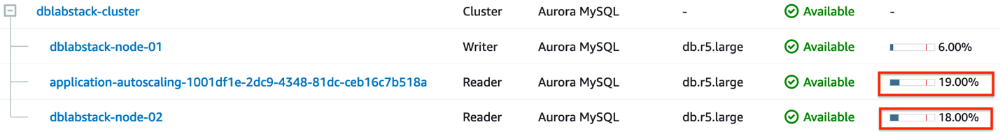 dblabstack-cluster Cluster Aurora MySQL - Available -
dblabstack-node-01 Writer Aurora MySQL db.r5.large Available 6.00%
application-autoscaling-1001df1e-2dc9-4348-81dc-ceb16c7b518a Reader Aurora MySQL db.r5.large Available 19.00%
dblabstack-node-02 Reader Aurora MySQL db.r5.large Available 18.00%